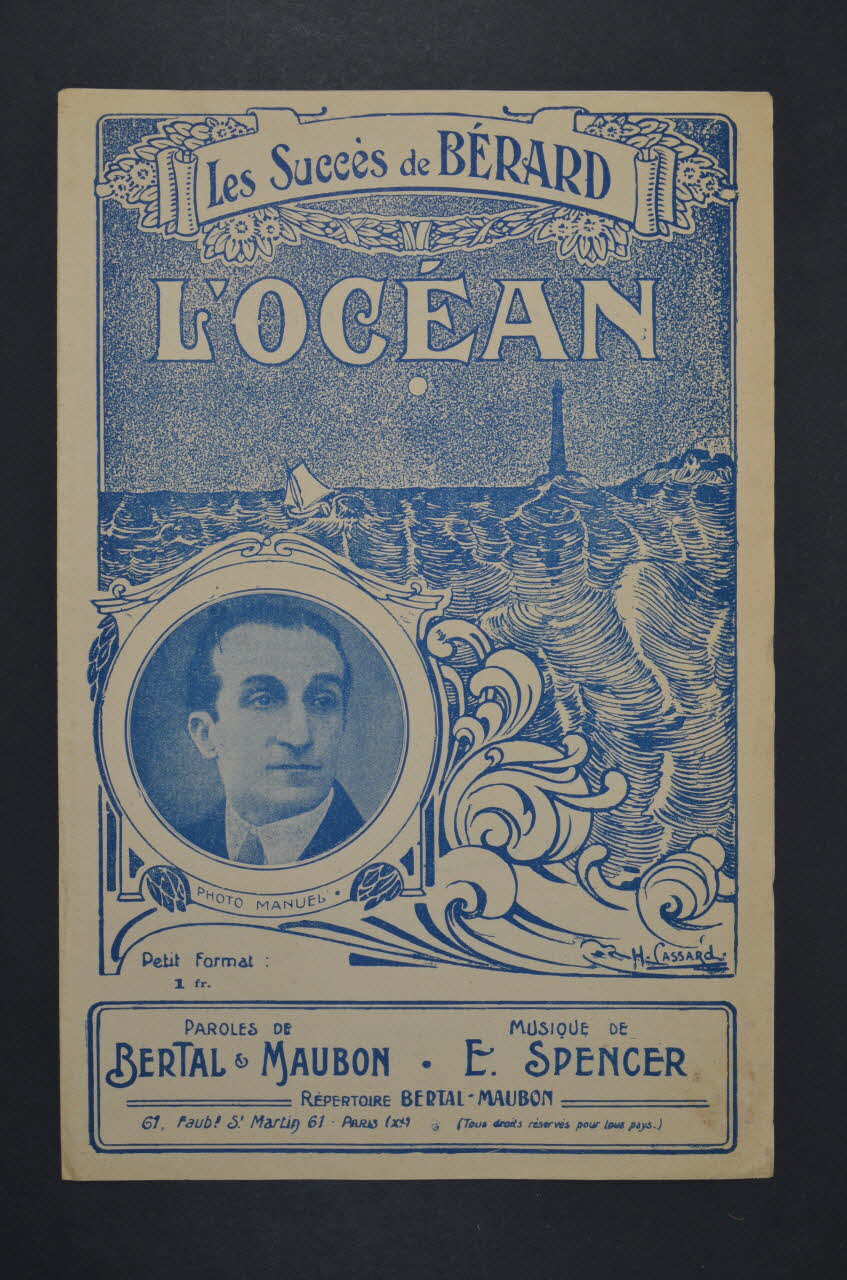 Les Succès de BÉRARD
L'OCÉAN
PHOTO MANUEL
H. CASSARD
Petit Format :
1 fr.
PAROLES DE
BERTAL & MAUBON
MUSIQUE DE
E. SPENCER
RÉPERTOIRE BERTAL-MAUBON
61, Faubg St Martin 61 - PARIS (Xe) (Tous droits réservés pour tous pays.)